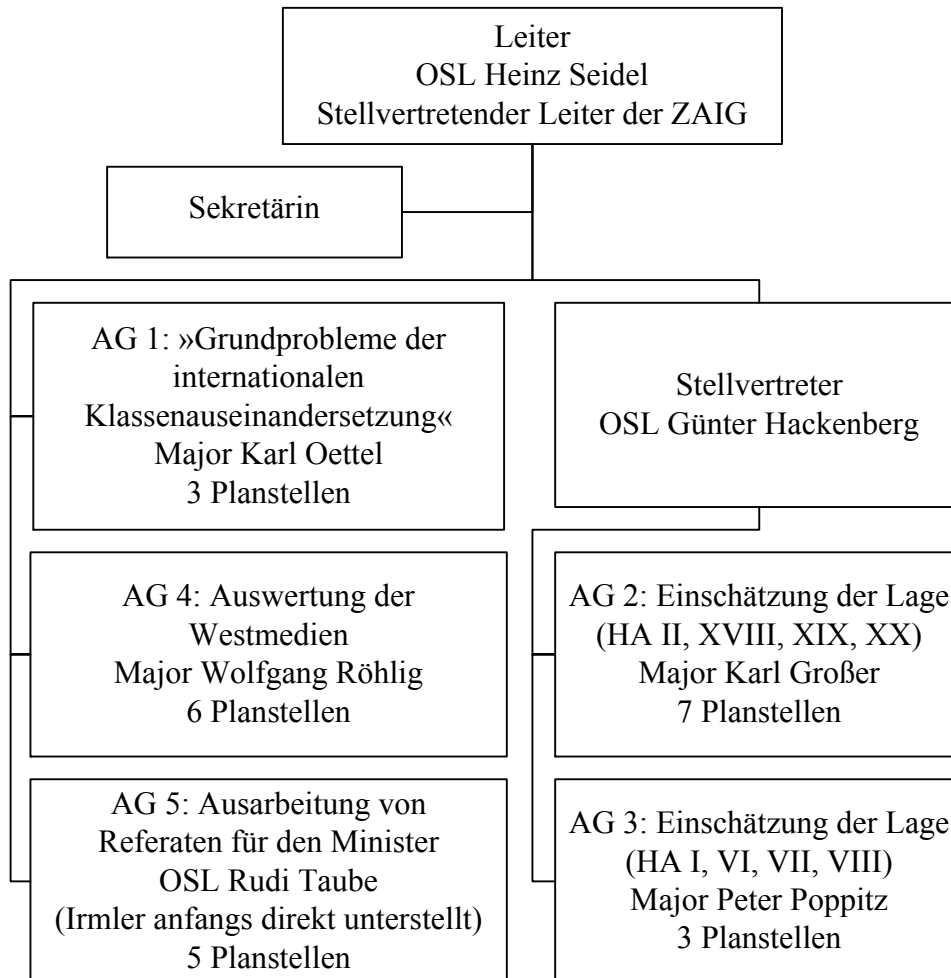 Leiter
OSL Heinz Seidel
Stellvertretender Leiter der ZAIG
Sekretärin
AG 1: »Grundprobleme der
internationalen
Klassenauseinandersetzung«
Major Karl Oettel
3 Planstellen
Stellvertreter
OSL Günter Hackenberg
AG 4: Auswertung der
Westmedien
Major Wolfgang Röhlig
6 Planstellen
AG 2: Einschätzung der Lage
(HA II, XVIII, XIX, XX)
Major Karl Großer
7 Planstellen
AG 5: Ausarbeitung von
Referaten für den Minister
OSL Rudi Taube
(Irmler anfangs direkt unterstellt)
5 Planstellen
AG 3: Einschätzung der Lage
(HA I, VI, VII, VIII)
Major Peter Poppitz
3 Planstellen